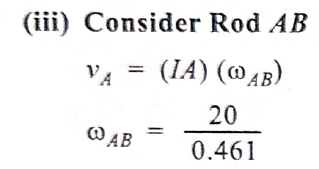 (iii) Consider Rod AB
v_A = (IA) (ω_AB)
ω_AB = 20/0.461